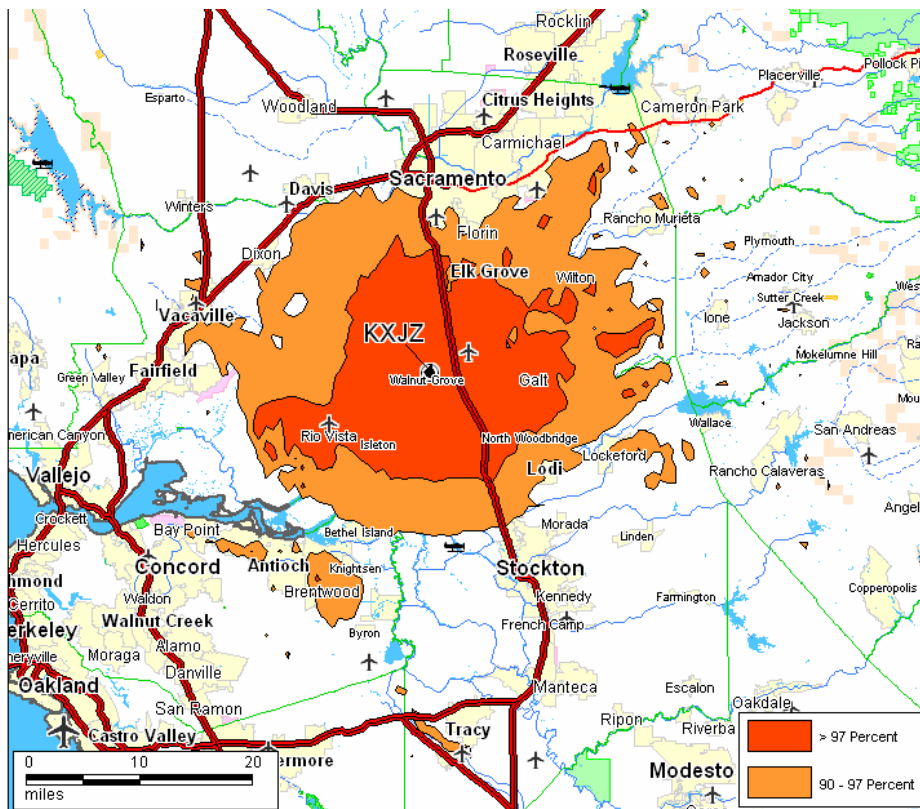 Rocklin
Roseville
Pollock Pi
Placerville
Esparto
Woodland
Citrus Heights
Cameron Park
Carmichael
Sacramento
Davis
Winters
Rancho Murieta
Florin
Dixon
Plymouth
Elk Grove
Wilton
Amador City
Sutter Creek
West
Vacaville
Ione
Jackson
KXJZ
Mokelumne Hill
apa
Fairfield
Green Valley
Walnut Grove
Galt
Ra
Mou
Wallace
merican Canyon
Rio Vista
Isleton
North Woodbridge
San Andreas
Lockeford
Lodi
Vallejo
Rancho Calaveras
Angel
Crockett
Bay Point
Bethel Island
Morada
Linden
Hercules
Concord
Antioch
Knightsen
Stockton
chmond
Waldon
Brentwood
Kennedy
Farmington
Copperopolis
Cerrito
Walnut Creek
French Camp
erkeley
Byron
Alamo
Moraga
meryville
Danville
Oakland
Manteca
Escalon
San Ramon
Oakdale
Ripon
Riverba
Castro Valley
Tracy
ermore
Modesto
0 10 20
miles
> 97 Percent
90 - 97 Percent